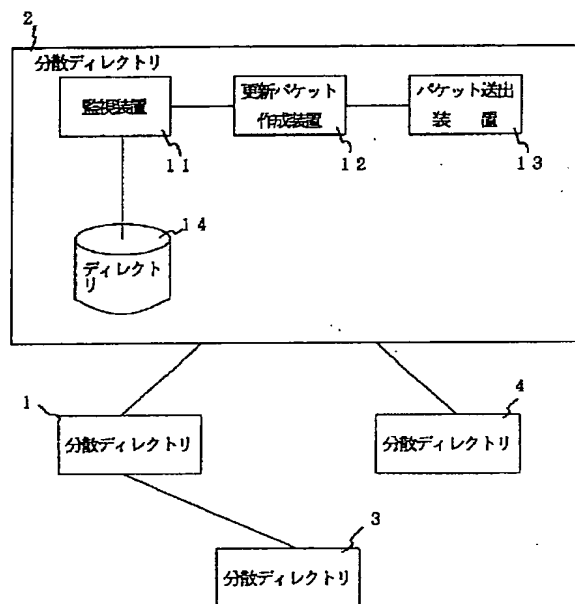 2
分散ディレクトリ
監視装置
更新パケット
作成装置
パケット送出
装　置
11
12
13
14
ディレクト
リ
1
分散ディレクトリ
4
分散ディレクトリ
3
分散ディレクトリ